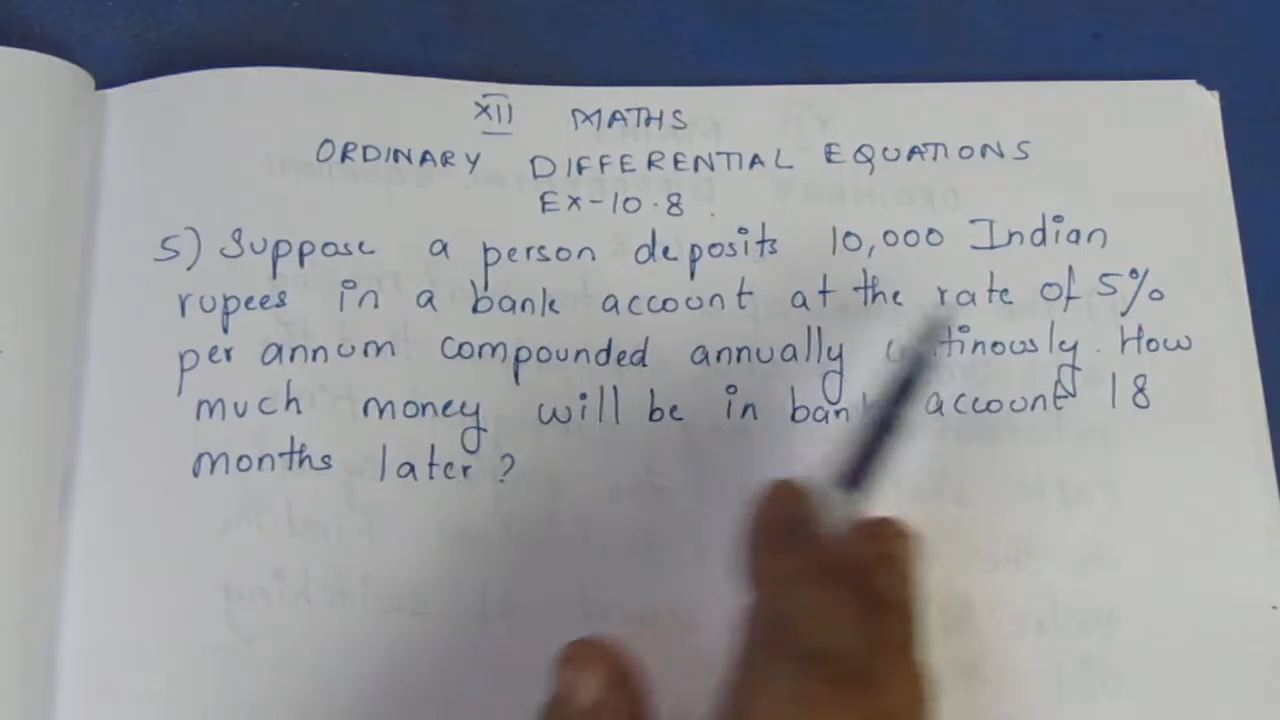 XII MATHS
ORDINARY DIFFERENTIAL EQUATIONS
EX-10.8
5) Suppose a person deposits 10,000 Indian
rupees in a bank account at the rate of 5%
per annum compounded annually . How
much money will be in account 18
months later ?